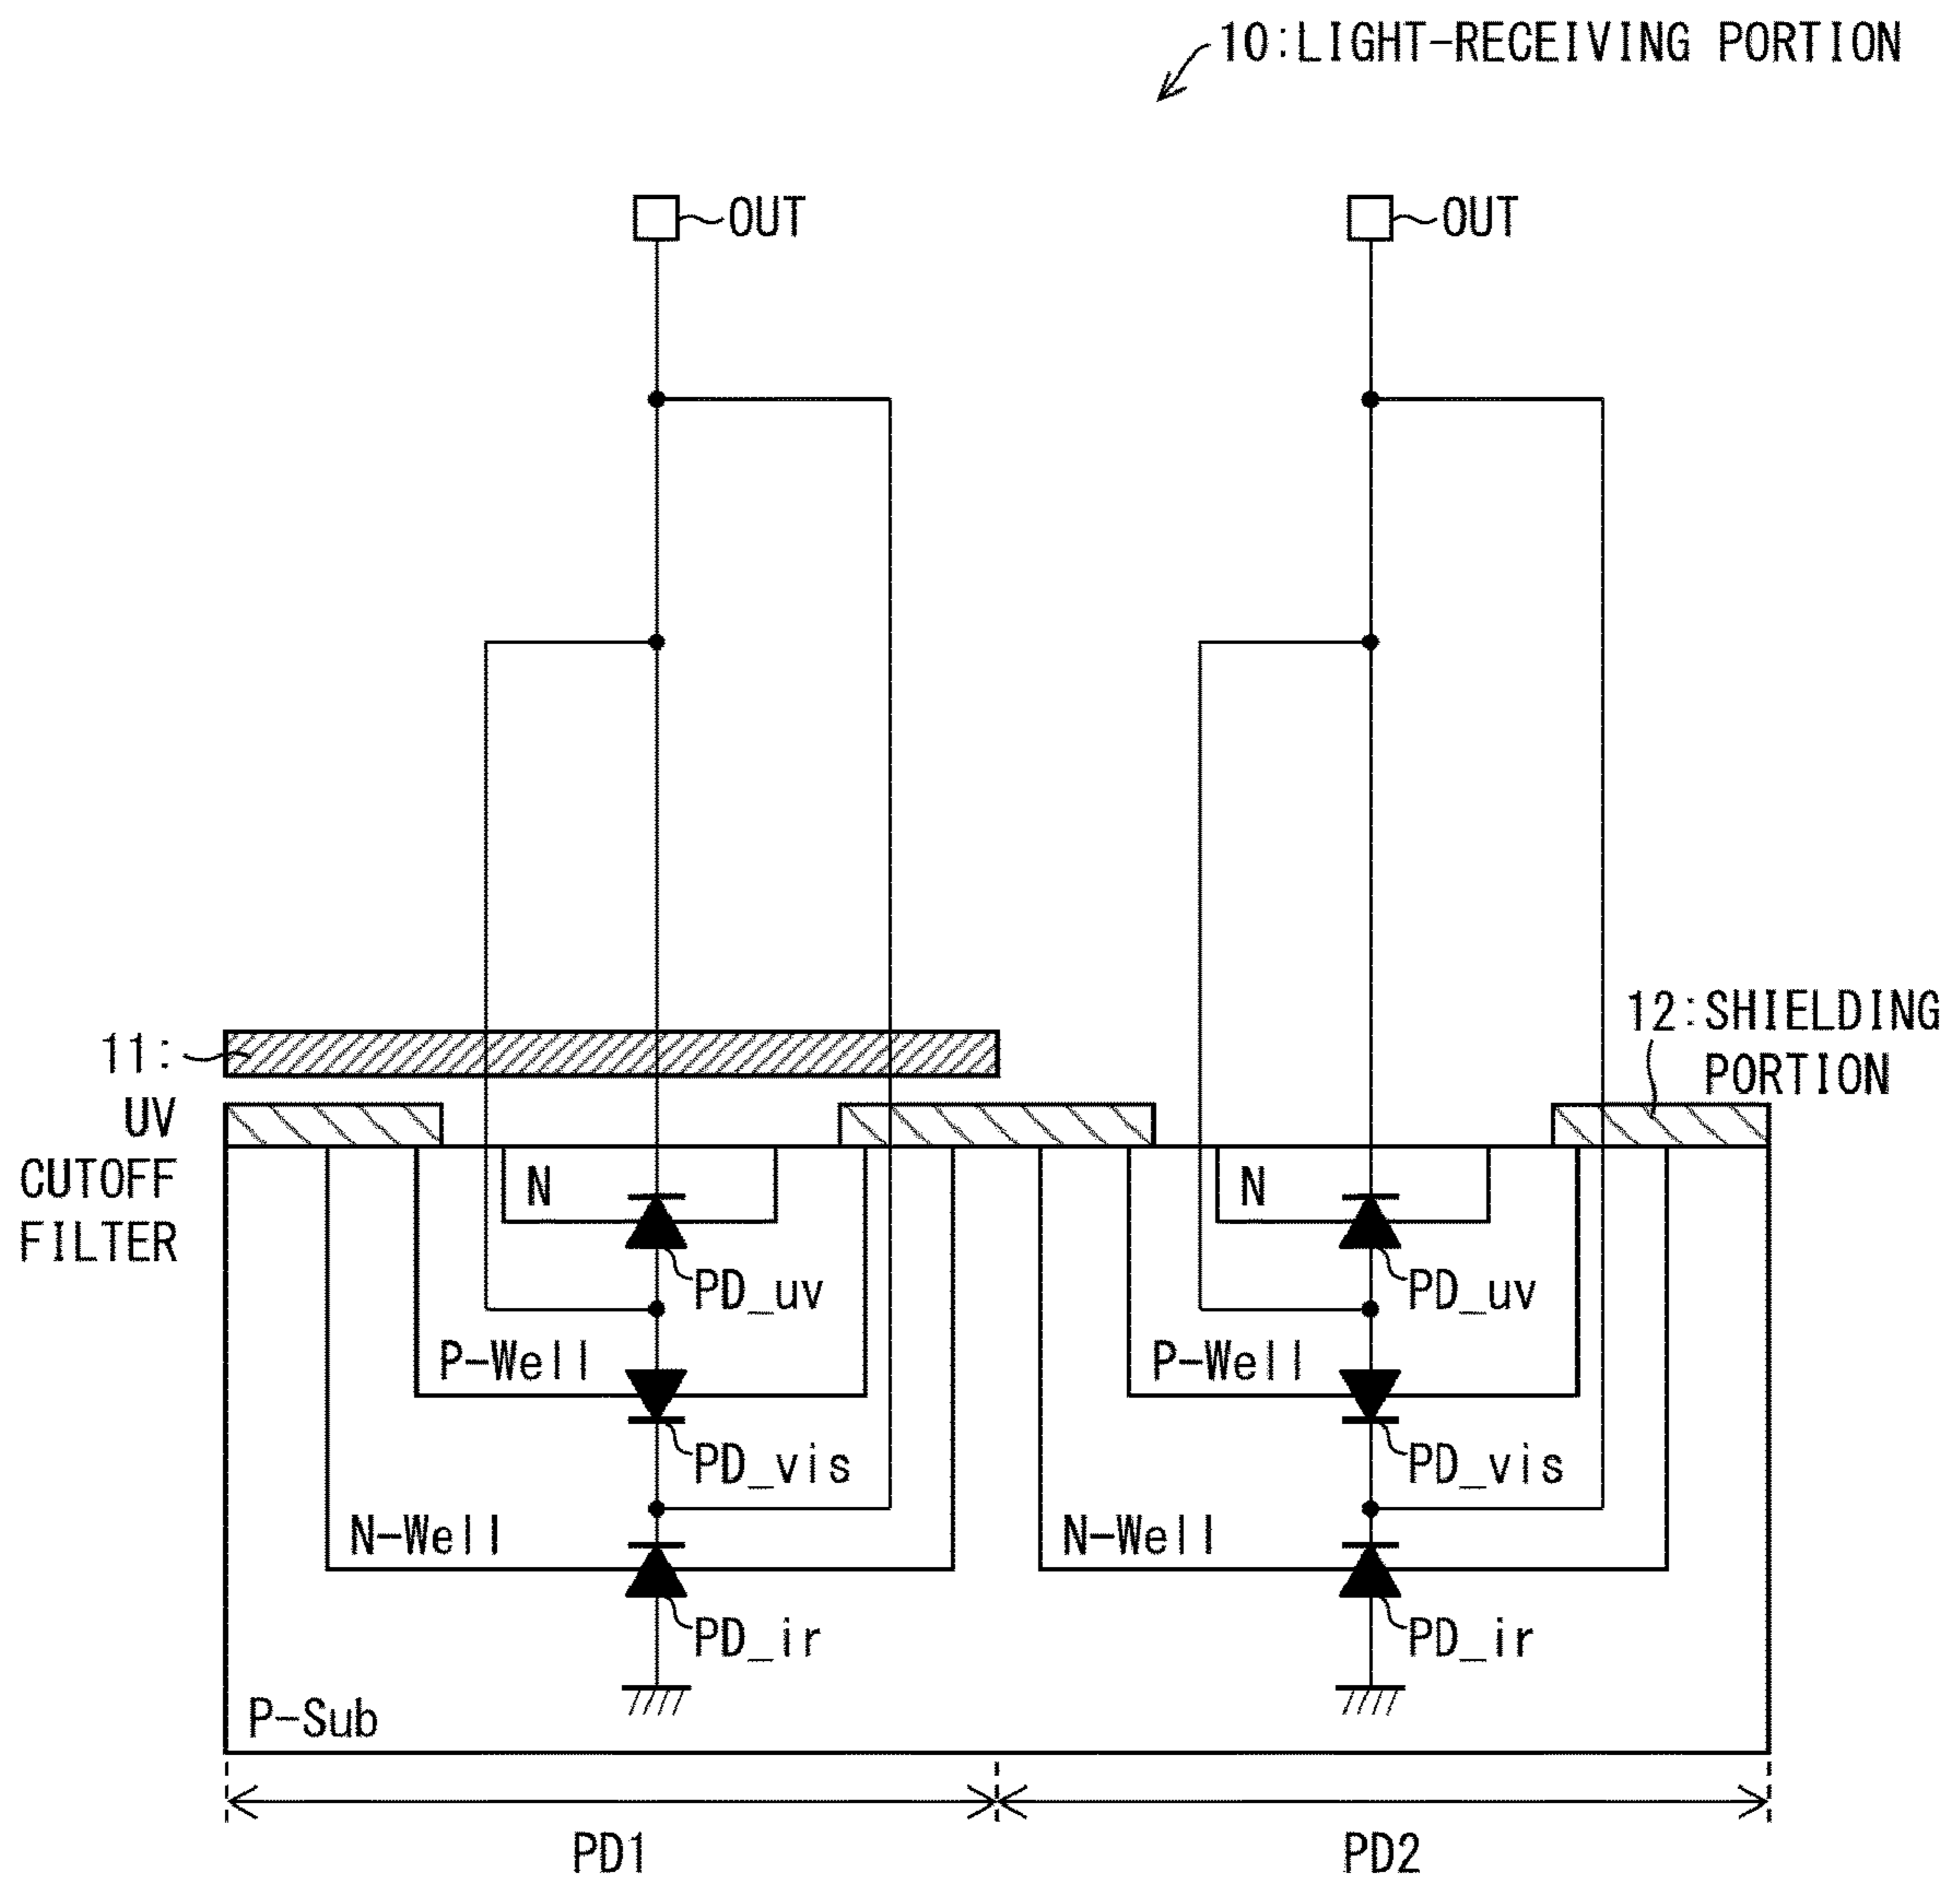 10:LIGHT-RECEIVING PORTION
OUT
OUT
12:SHIELDING
PORTION
11:
UV
CUTOFF
FILTER
N
N
PD_uv
PD_uv
P-Well
P-Well
PD_vis
PD_vis
N-Well
N-Well
PD_ir
PD_ir
P-Sub
PD1
PD2